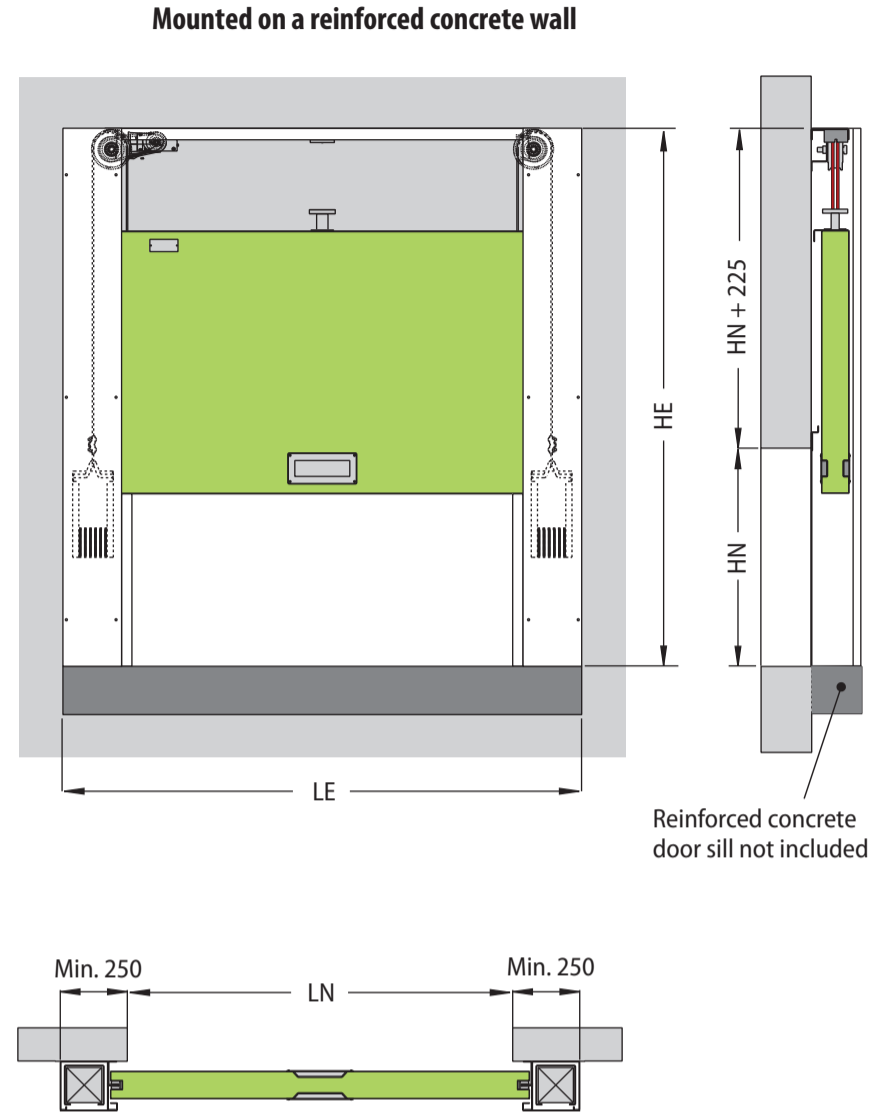 Mounted on a reinforced concrete wall
HN + 225
HE
HN
LE
Reinforced concrete
door sill not included
Min. 250
LN
Min. 250